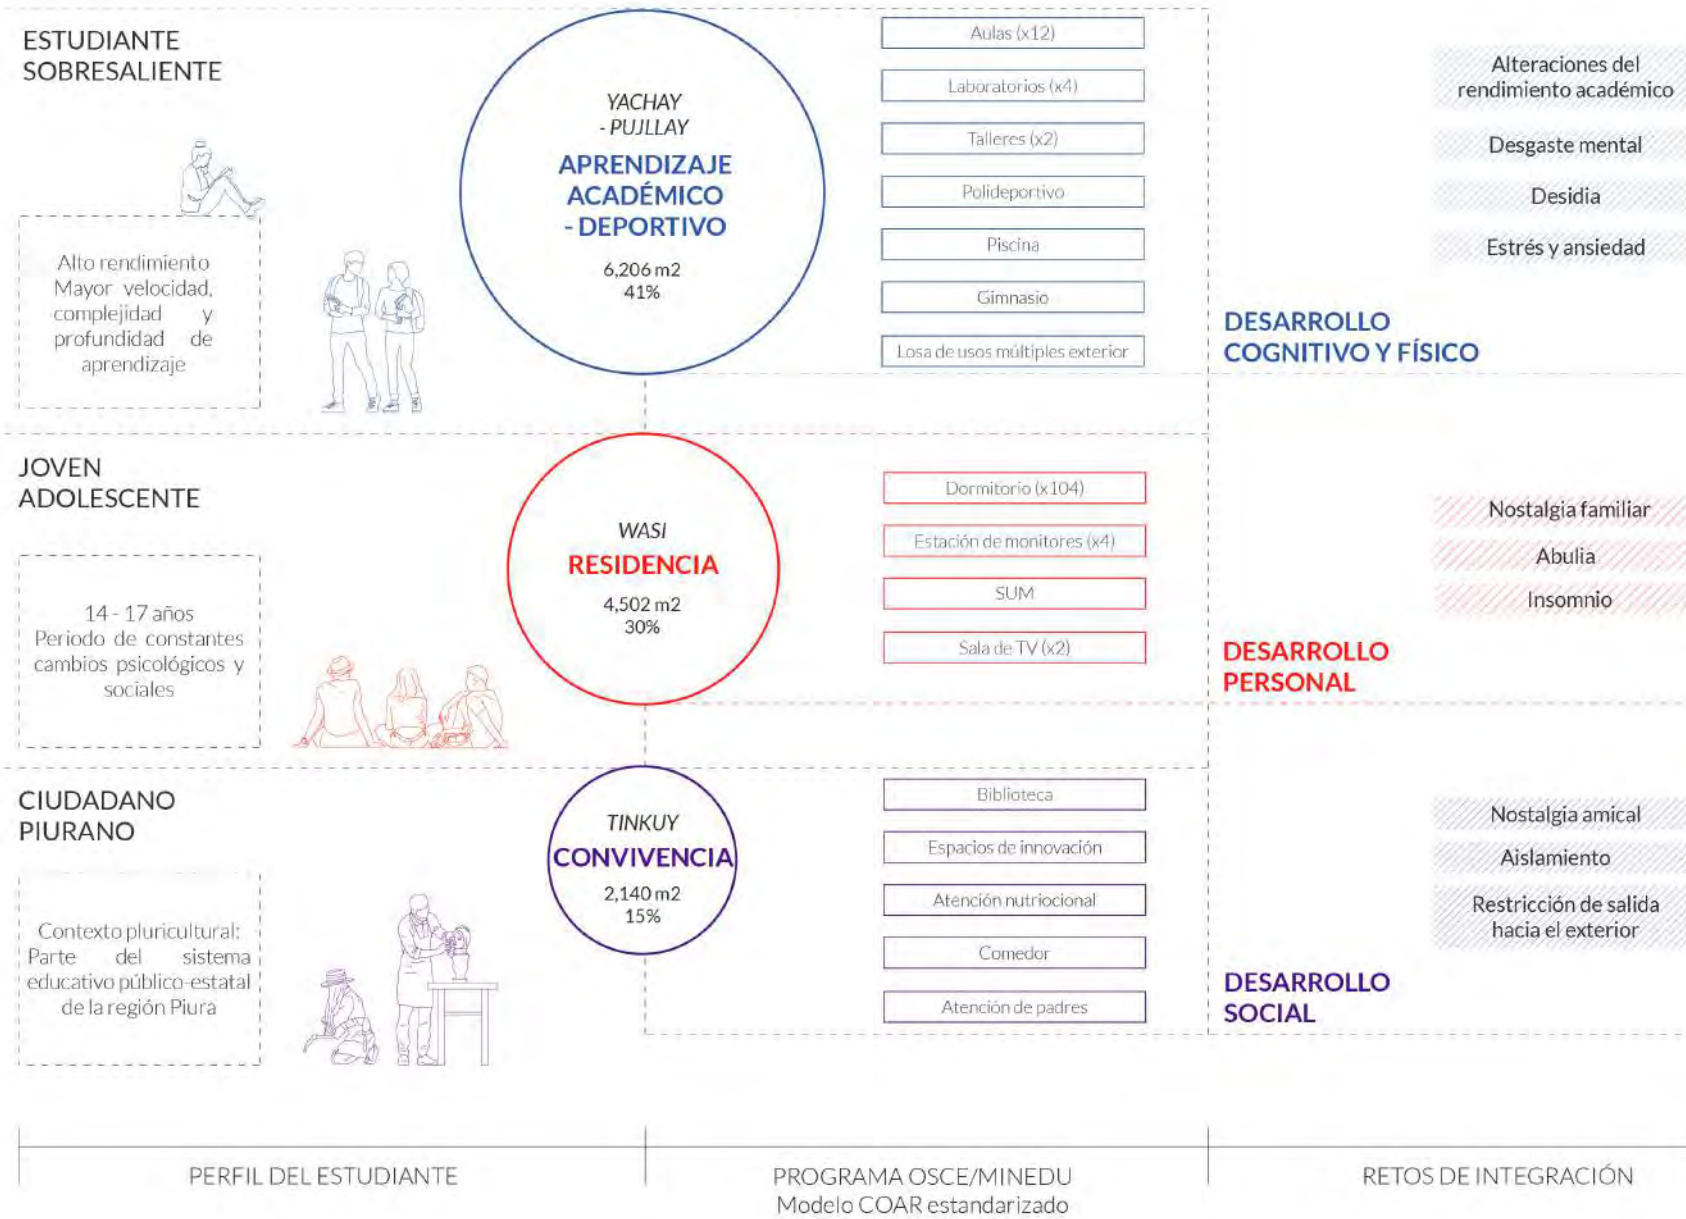 ESTUDIANTE
SOBRESALIENTE
Alto rendimiento
Mayor velocidad,
complejidad y
profundidad de
aprendizaje
YACHAY
- PUJLLAY
APRENDIZAJE
ACADÉMICO
- DEPORTIVO
6,206 m2
41%
Aulas (x12)
Laboratorios (x4)
Talleres (x2)
Polideportivo
Piscina
Gimnasio
Losa de usos múltiples exterior
DESARROLLO
COGNITIVO Y FÍSICO
Alteraciones del
rendimiento académico
Desgaste mental
Desidia
Estrés y ansiedad
JOVEN
ADOLESCENTE
14 - 17 años
Periodo de constantes
cambios psicológicos y
sociales
WASI
RESIDENCIA
4,502 m2
30%
Dormitorio (x104)
Estación de monitores (x4)
SUM
Sala de TV (x2)
DESARROLLO
PERSONAL
Nostalgia familiar
Abulia
Insomnio
CIUDADANO
PIURANO
Contexto pluricultural:
Parte del sistema
educativo público-estatal
de la región Piura
TINKUY
CONVIVENCIA
2,140 m2
15%
Biblioteca
Espacios de innovación
Atención nutriocional
Comedor
Atención de padres
DESARROLLO
SOCIAL
Nostalgia amical
Aislamiento
Restricción de salida
hacia el exterior
PERFIL DEL ESTUDIANTE
PROGRAMA OSCE/MINEDU
Modelo COAR estandarizado
RETOS DE INTEGRACIÓN